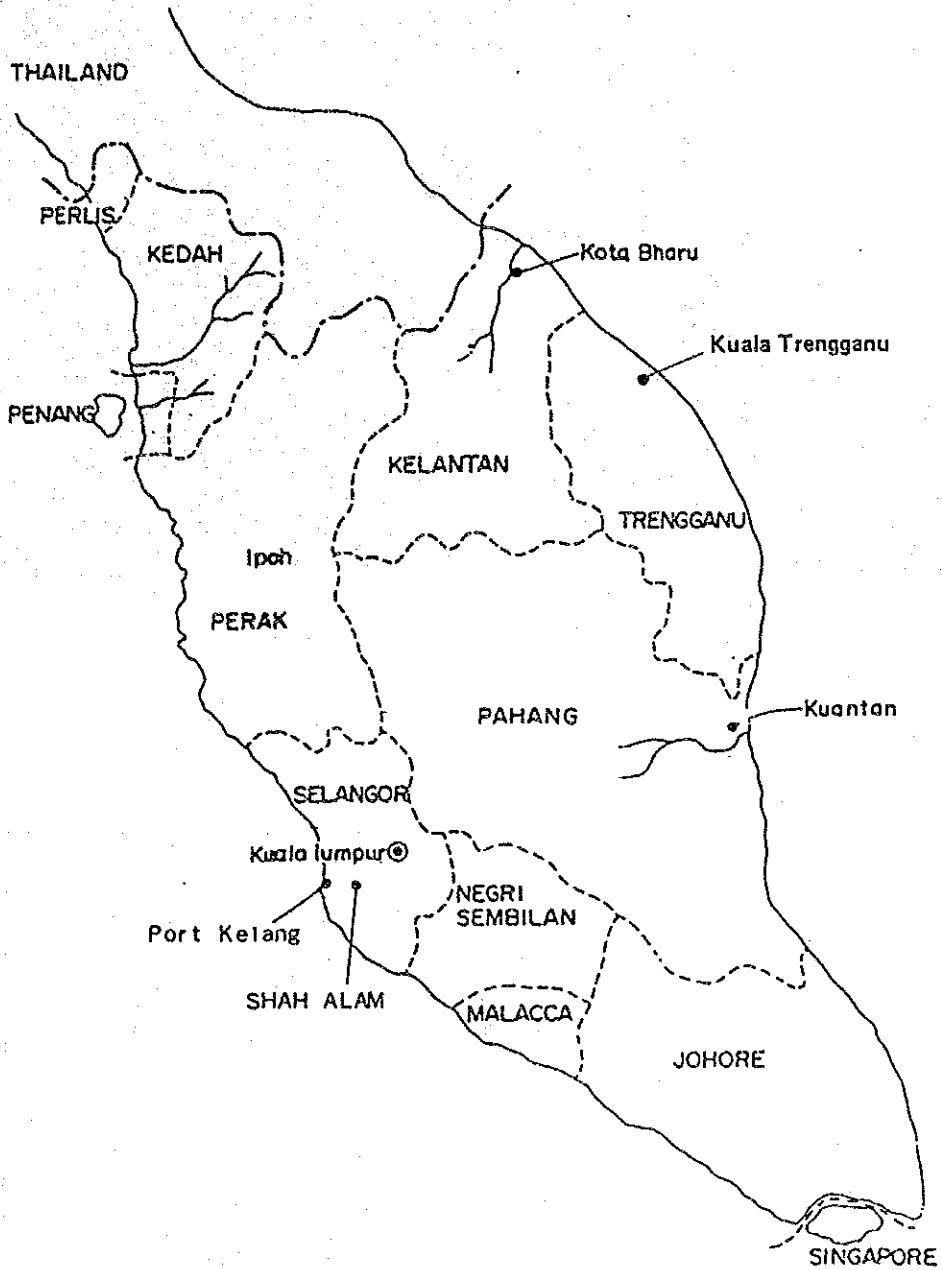 THAILAND
PERLIS
KEDAH
Kota Bharu
Kuala Trengganu
PENANG
KELANTAN
TRENGGANU
Ipoh
PERAK
PAHANG
Kuantan
SELANGOR
Kuala lumpur
NEGRI
SEMBILAN
Port Kelang
SHAH ALAM
MALACCA
JOHORE
SINGAPORE